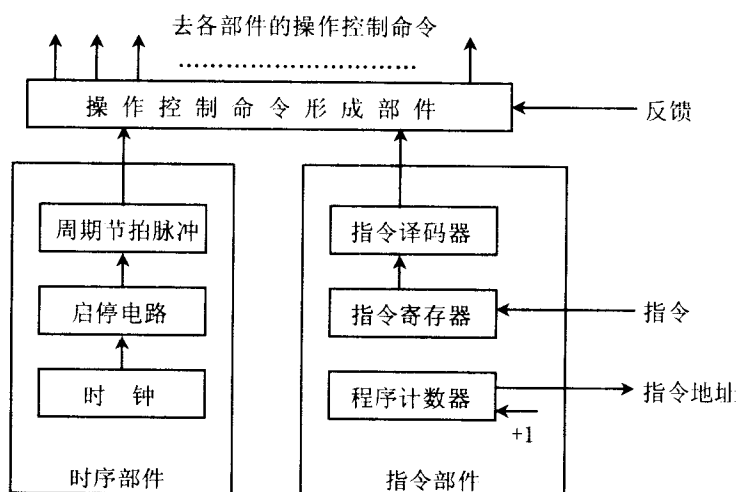 去各部件的操作控制命令
操作控制命令形成部件
反馈
周期节拍脉冲
指令译码器
启停电路
指令寄存器
指令
时 钟
程序计数器
指令地址
+1
时序部件
指令部件